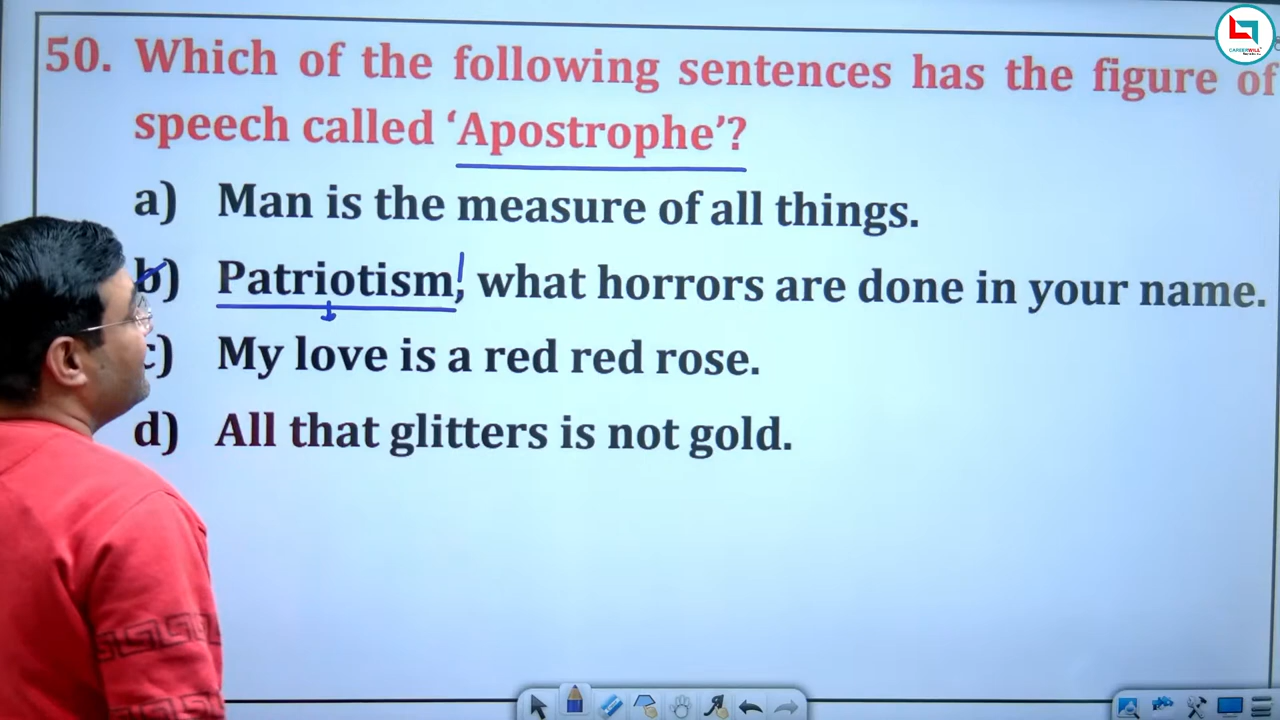 50. Which of the following sentences has the figure of
speech called ‘Apostrophe’?
a) Man is the measure of all things.
b) Patriotism, what horrors are done in your name.
c) My love is a red red rose.
d) All that glitters is not gold.
CAREERWILL